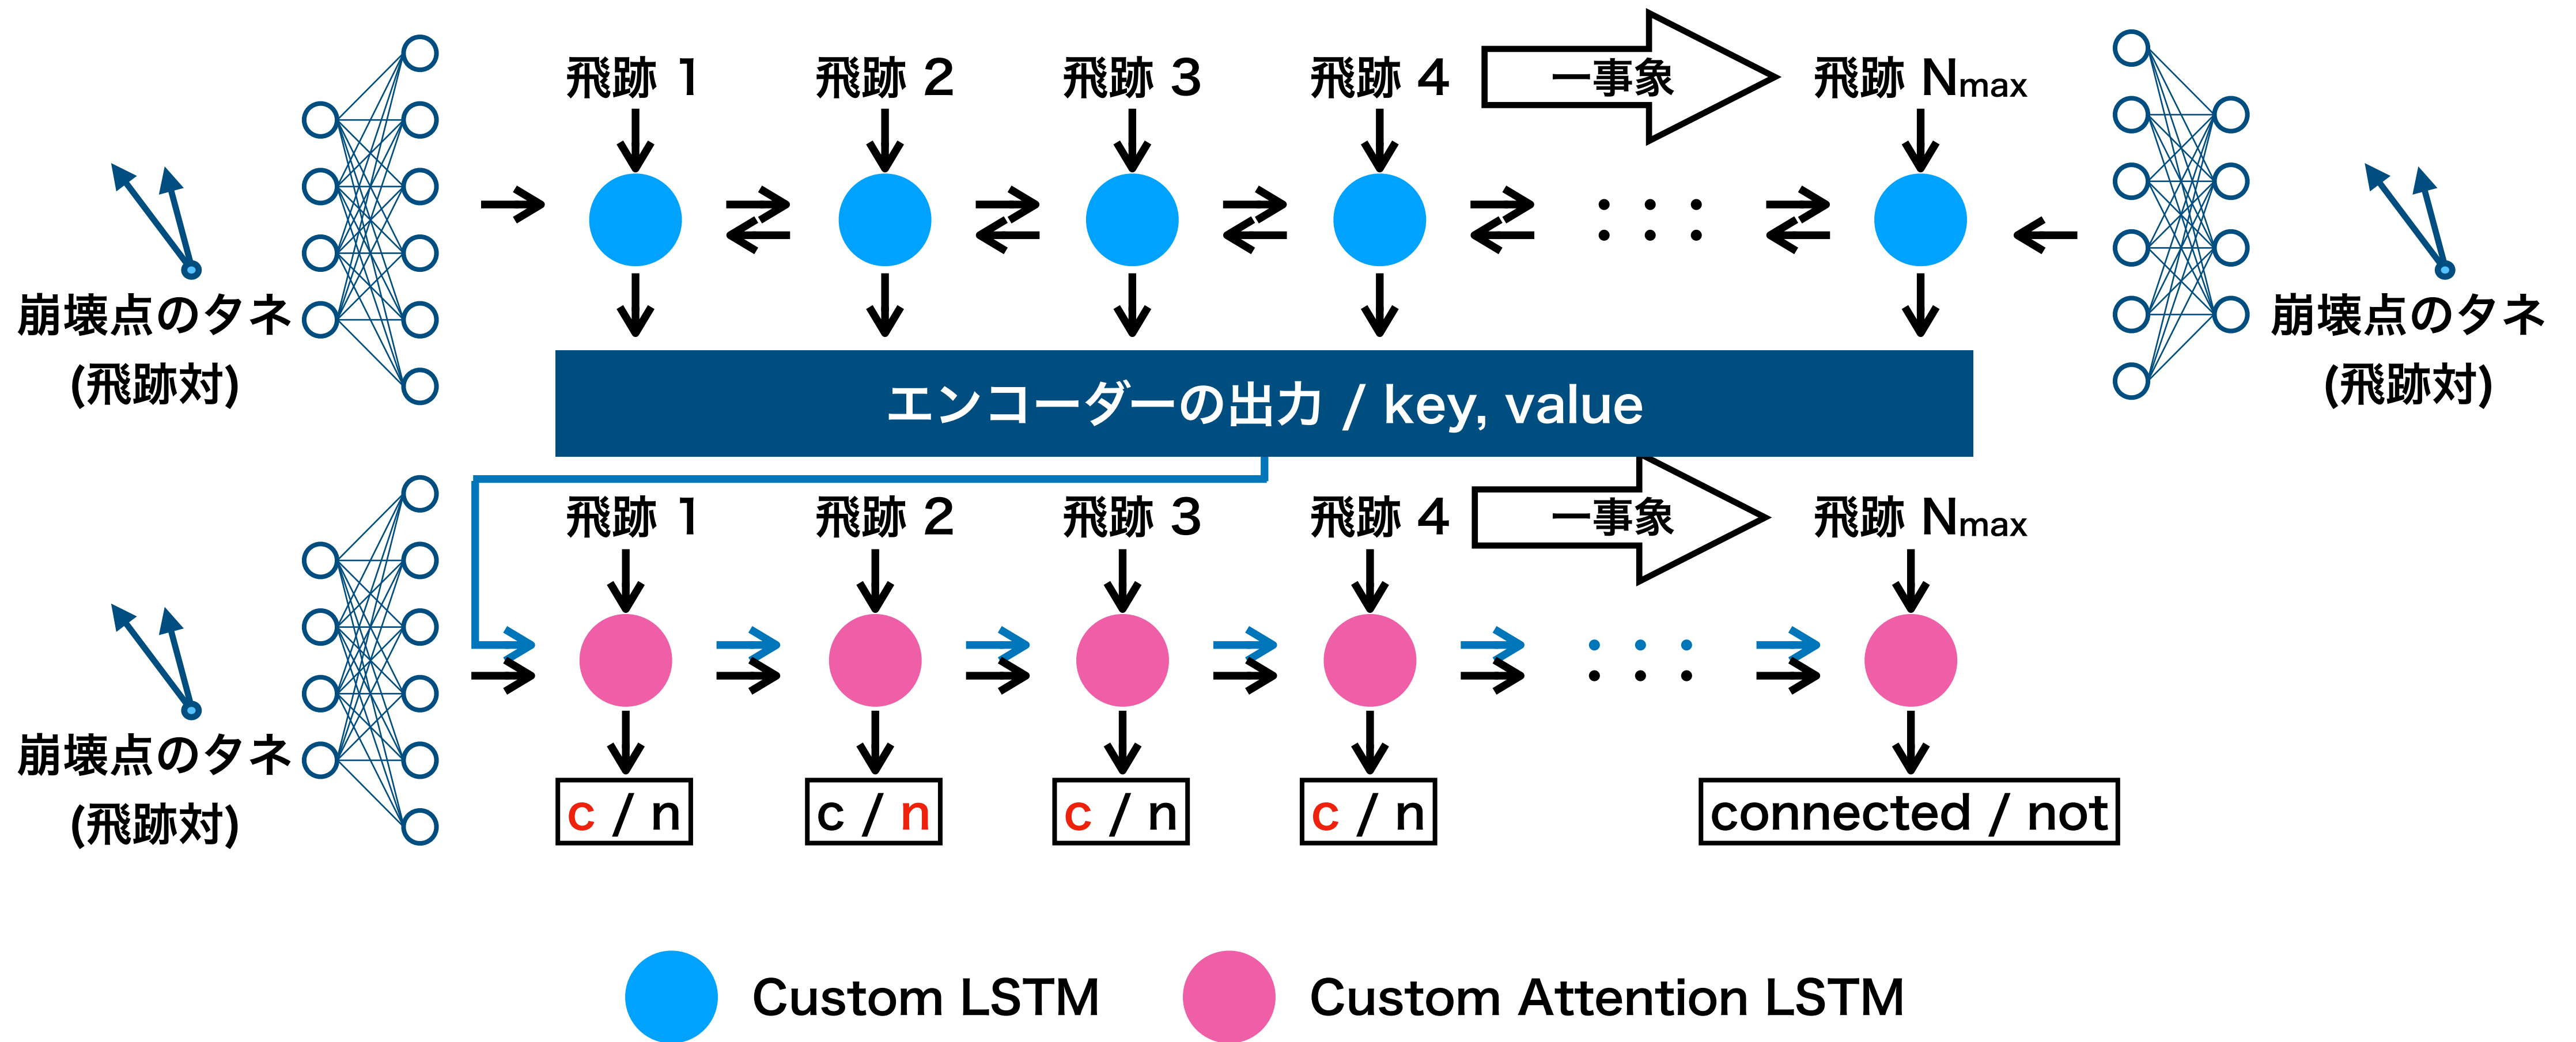 飛跡 1
飛跡 2
飛跡 3
飛跡 4
一事象
飛跡 Nmax
崩壊点のタネ
(飛跡対)
崩壊点のタネ
(飛跡対)
エンコーダーの出力 / key, value
飛跡 1
飛跡 2
飛跡 3
飛跡 4
一事象
飛跡 Nmax
崩壊点のタネ
(飛跡対)
c / n
c / n
c / n
c / n
connected / not
Custom LSTM
Custom Attention LSTM